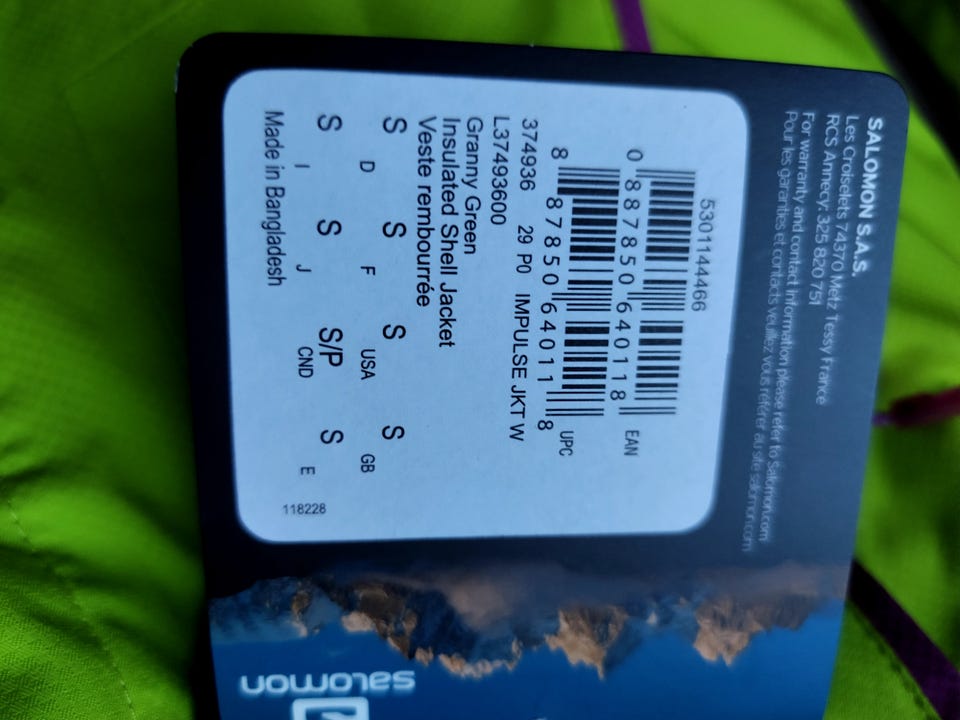 SALOMON S.A.S.
Les Croiselets 74370 Metz Tessy France
RCS Annecy: 325 820 751
For warranty and contact information please refer to Salomon.com
Pour les garanties et contacts veuillez vous référer au site salomon.com
5301144466
0 887850 640118 EAN
8 87850 64011 8 UPC
374936 29 P0 IMPULSE JKT W
L37493600
Granny Green
Insulated Shell Jacket
Veste rembourrée
S S S S
D F USA GB
S S S/P S
I J CND E
Made in Bangladesh 118228
salomon